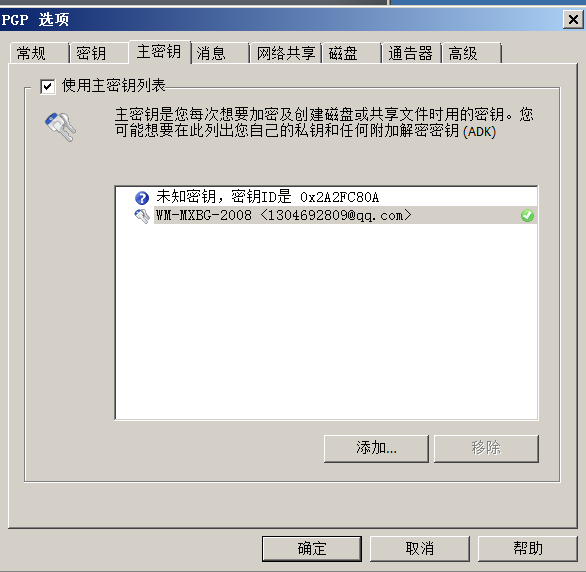 PGP 选项
常规 密钥 主密钥 消息 网络共享 磁盘 通告器 高级
使用主密钥列表
主密钥是您每次想要加密及创建磁盘或共享文件时用的密钥。您
可能想要在此列出您自己的私钥和任何附加解密密钥 (ADK)
未知密钥，密钥ID是 0x2A2FC80A
WM-MXBG-2008 <1304692809@qq.com>
添加... 移除
确定 取消 帮助